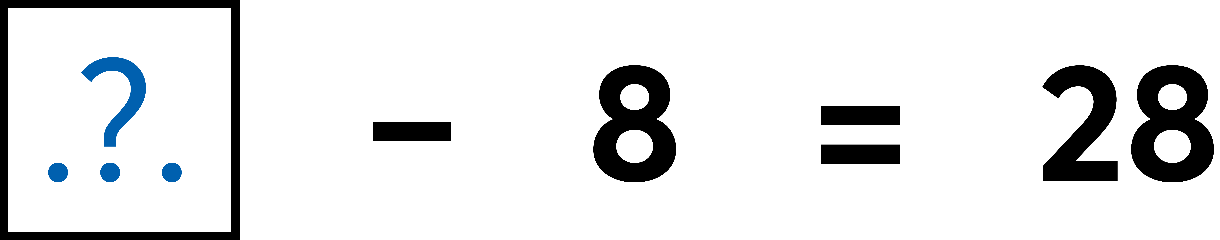 .?. − 8 = 28